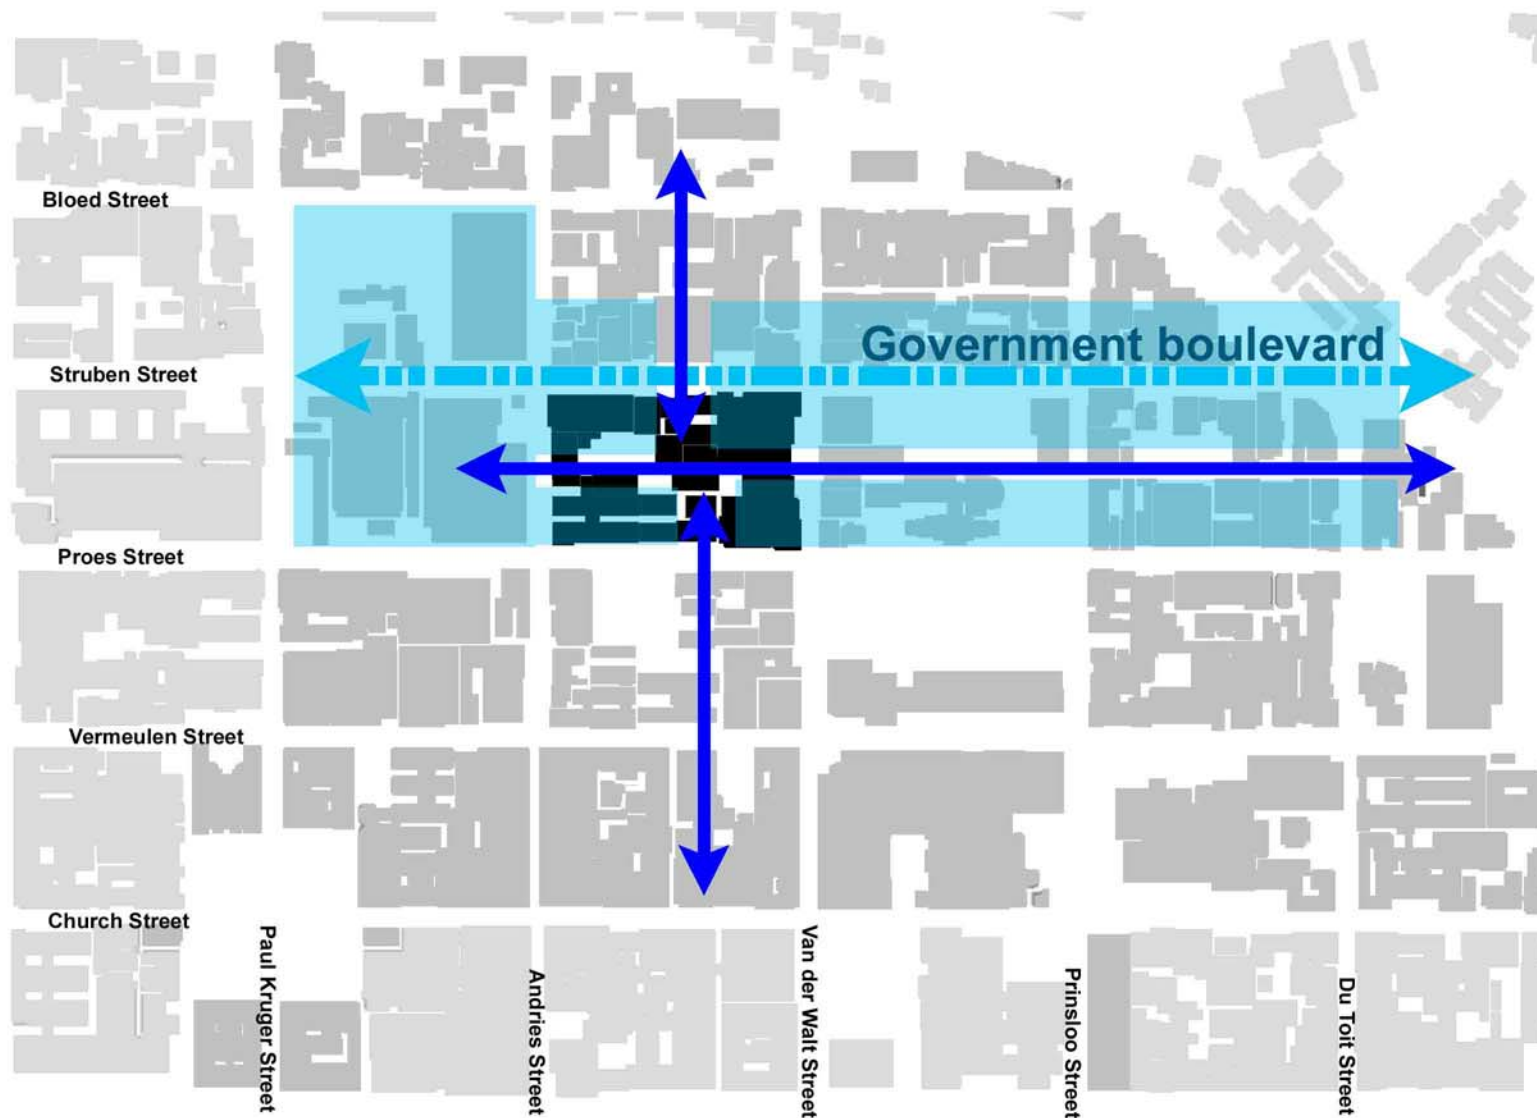 Bloed Street
Government boulevard
Struben Street
Proes Street
Vermeulen Street
Church Street
Paul Kruger Street
Andries Street
Van der Walt Street
Prinsloo Street
Du Toit Street